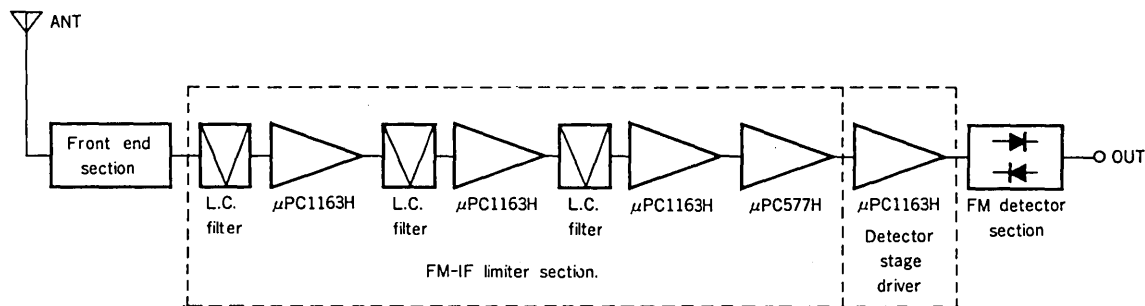 ANT
Front end
section
L.C.
filter
μPC1163H
L.C.
filter
μPC1163H
L.C.
filter
μPC1163H
μPC577H
μPC1163H
Detector
stage
driver
FM detector
section
OUT
FM-IF limiter section.